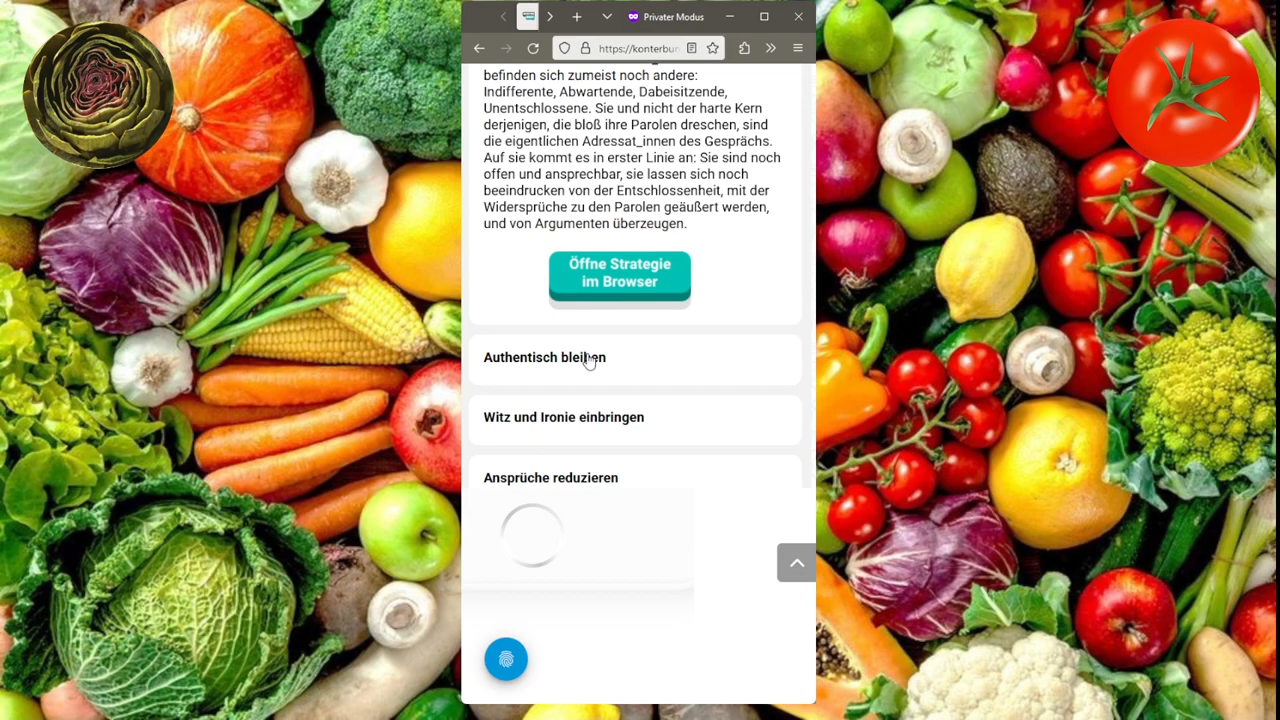 Privater Modus
https://konterbun
befinden sich zumeist noch andere:
Indifferente, Abwartende, Dabeisitzende,
Unentschlossene. Sie und nicht der harte Kern
derjenigen, die bloß ihre Parolen dreschen, sind
die eigentlichen Adressat_innen des Gesprächs.
Auf sie kommt es in erster Linie an: Sie sind noch
offen und ansprechbar, sie lassen sich noch
beeindrucken von der Entschlossenheit, mit der
Widersprüche zu den Parolen geäußert werden,
und von Argumenten überzeugen.
Öffne Strategie
im Browser
Authentisch bleiben
Witz und Ironie einbringen
Ansprüche reduzieren